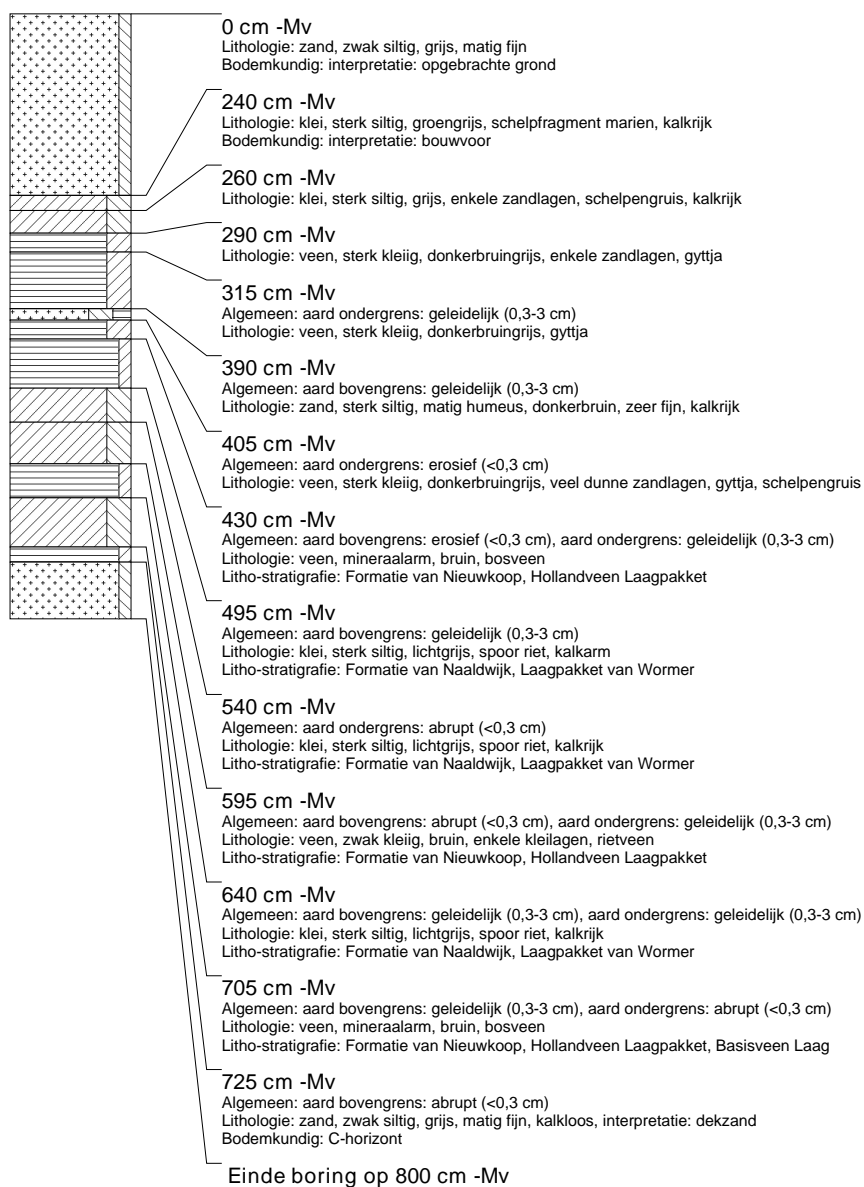 0 cm -Mv
Lithologie: zand, zwak siltig, grijs, matig fijn
Bodemkundig: interpretatie: opgebrachte grond
240 cm -Mv
Lithologie: klei, sterk siltig, groengrijs, schelpfragment marien, kalkrijk
Bodemkundig: interpretatie: bouwvoor
260 cm -Mv
Lithologie: klei, sterk siltig, grijs, enkele zandlagen, schelpengruis, kalkrijk
290 cm -Mv
Lithologie: veen, sterk kleiig, donkerbruingrijs, enkele zandlagen, gyttja
315 cm -Mv
Algemeen: aard ondergrens: geleidelijk (0,3-3 cm)
Lithologie: veen, sterk kleiig, donkerbruingrijs, gyttja
390 cm -Mv
Algemeen: aard bovengrens: geleidelijk (0,3-3 cm)
Lithologie: zand, sterk siltig, matig humeus, donkerbruin, zeer fijn, kalkrijk
405 cm -Mv
Algemeen: aard ondergrens: erosief (<0,3 cm)
Lithologie: veen, sterk kleiig, donkerbruingrijs, veel dunne zandlagen, gyttja, schelpengruis
430 cm -Mv
Algemeen: aard bovengrens: erosief (<0,3 cm), aard ondergrens: geleidelijk (0,3-3 cm)
Lithologie: veen, mineraalarm, bruin, bosveen
Litho-stratigrafie: Formatie van Nieuwkoop, Hollandveen Laagpakket
495 cm -Mv
Algemeen: aard bovengrens: geleidelijk (0,3-3 cm)
Lithologie: klei, sterk siltig, lichtgrijs, spoor riet, kalkarm
Litho-stratigrafie: Formatie van Naaldwijk, Laagpakket van Wormer
540 cm -Mv
Algemeen: aard ondergrens: abrupt (<0,3 cm)
Lithologie: klei, sterk siltig, lichtgrijs, spoor riet, kalkrijk
Litho-stratigrafie: Formatie van Naaldwijk, Laagpakket van Wormer
595 cm -Mv
Algemeen: aard bovengrens: abrupt (<0,3 cm), aard ondergrens: geleidelijk (0,3-3 cm)
Lithologie: veen, zwak kleiig, bruin, enkele kleilagen, rietveen
Litho-stratigrafie: Formatie van Nieuwkoop, Hollandveen Laagpakket
640 cm -Mv
Algemeen: aard bovengrens: geleidelijk (0,3-3 cm), aard ondergrens: geleidelijk (0,3-3 cm)
Lithologie: klei, sterk siltig, lichtgrijs, spoor riet, kalkrijk
Litho-stratigrafie: Formatie van Naaldwijk, Laagpakket van Wormer
705 cm -Mv
Algemeen: aard bovengrens: geleidelijk (0,3-3 cm), aard ondergrens: abrupt (<0,3 cm)
Lithologie: veen, mineraalarm, bruin, bosveen
Litho-stratigrafie: Formatie van Nieuwkoop, Hollandveen Laagpakket, Basisveen Laag
725 cm -Mv
Algemeen: aard bovengrens: abrupt (<0,3 cm)
Lithologie: zand, zwak siltig, grijs, matig fijn, kalkloos, interpretatie: dekzand
Bodemkundig: C-horizont
Einde boring op 800 cm -Mv